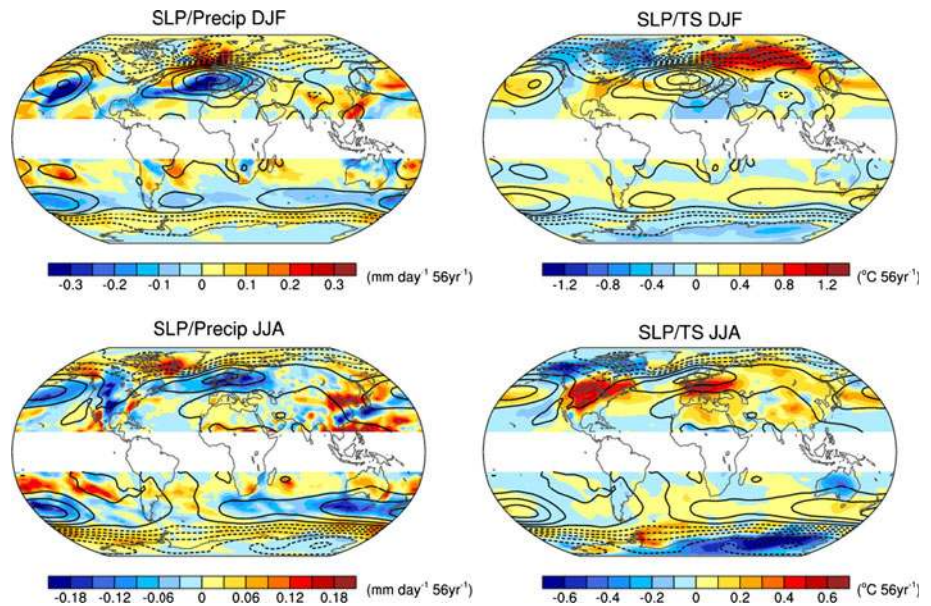 SLP/Precip DJF
SLP/TS DJF
-0.3 -0.2 -0.1 0 0.1 0.2 0.3 (mm day⁻¹ 56yr⁻¹)
-1.2 -0.8 -0.4 0 0.4 0.8 1.2 (°C 56yr⁻¹)
SLP/Precip JJA
SLP/TS JJA
-0.18 -0.12 -0.06 0 0.06 0.12 0.18 (mm day⁻¹ 56yr⁻¹)
-0.6 -0.4 -0.2 0 0.2 0.4 0.6 (°C 56yr⁻¹)